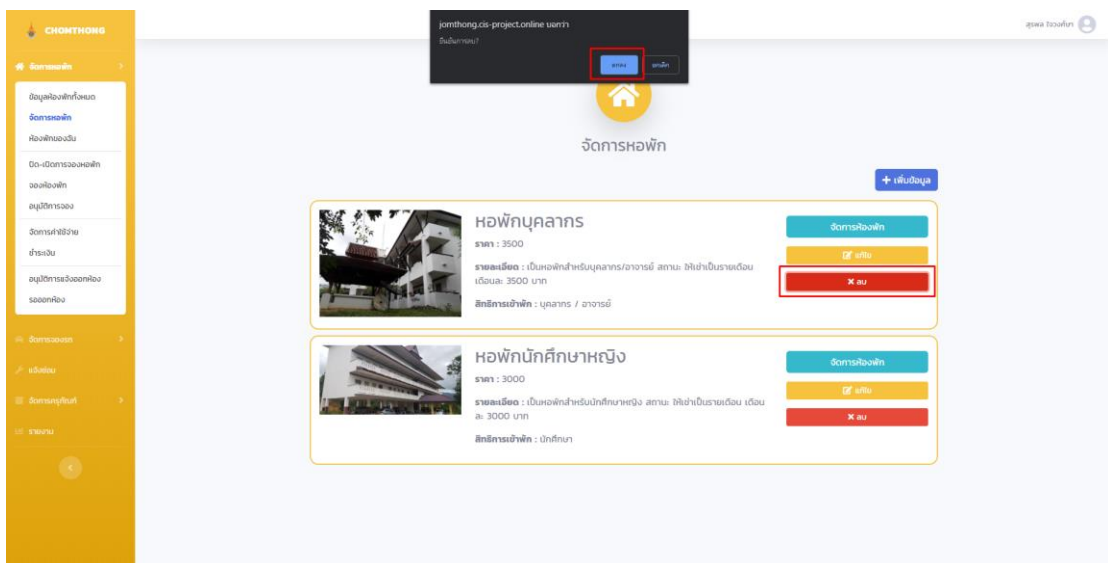 CHOMTHONG
jomthong.cis-project.online บอกว่า
ยืนยันการลบ?
ตกลง
ยกเลิก
จัดการหอพัก
ข้อมูลห้องพักทั้งหมด
จัดการหอพัก
ห้องพักของฉัน
ปิด-เปิดการจองหอพัก
จองห้องพัก
อนุมัติการจอง
จัดการค่าใช้จ่าย
ชำระเงิน
อนุมัติการแจ้งออกห้อง
รอออกห้อง
จัดการจองรถ
แจ้งซ่อม
จัดการครุภัณฑ์
รายงาน
จัดการหอพัก
+ เพิ่มข้อมูล
หอพักบุคลากร
ราคา : 3500
รายละเอียด : เป็นหอพักสำหรับบุคลากร/อาจารย์ สถานะ ให้เช่าเป็นรายเดือน
เดือนละ 3500 บาท
สิทธิการเข้าพัก : บุคลากร / อาจารย์
จัดการห้องพัก
แก้ไข
ลบ
หอพักนักศึกษาหญิง
ราคา : 3000
รายละเอียด : เป็นหอพักสำหรับนักศึกษาหญิง สถานะ ให้เช่าเป็นรายเดือน เดือน
ละ 3000 บาท
สิทธิการเข้าพัก : นักศึกษา
จัดการห้องพัก
แก้ไข
ลบ